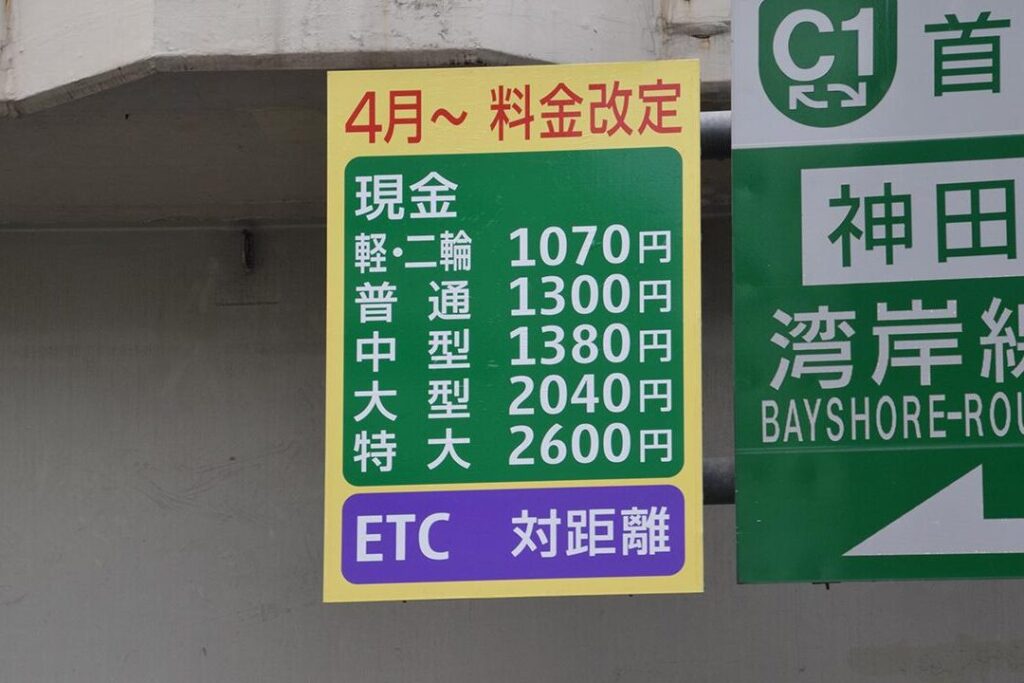 4月～ 料金改定
現金
軽・二輪 1070円
普通 1300円
中型 1380円
大型 2040円
特大 2600円
ETC 対距離
C1 首
神田
湾岸線
BAYSHORE-ROU